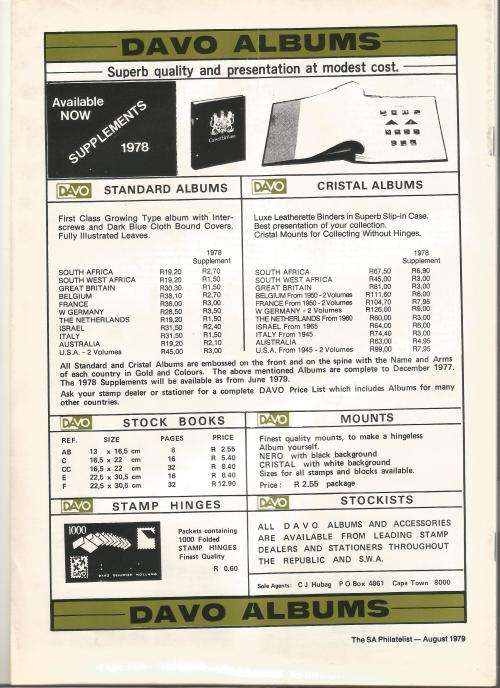 DAVO ALBUMS
Superb quality and presentation at modest cost.
Available
NOW
SUPPLEMENTS
1978
DAVO STANDARD ALBUMS
First Class Growing Type album with Inter-
screws and Dark Blue Cloth Bound Covers.
Fully Illustrated Leaves.
1978
Supplement
SOUTH AFRICA R19,20 R2,70
SOUTH WEST AFRICA R19,20 R1,50
GREAT BRITAIN R30,30 R1,50
BELGIUM R38,10 R2,70
FRANCE R36,00 R3,00
W GERMANY R28,50 R3,50
THE NETHERLANDS R19,20 R1,50
ISRAEL R31,50 R2,40
ITALY R31,50 R1,50
AUSTRALIA R19,20 R2,10
U.S.A. - 2 Volumes R45,00 R3,00
DAVO CRISTAL ALBUMS
Luxe Leatherette Binders in Superb Slip-in Case.
Best presentation of your collection.
Cristal Mounts for Collecting Without Hinges.
1978
Supplement
SOUTH AFRICA R67,50 R6,90
SOUTH WEST AFRICA R45,00 R3,00
GREAT BRITAIN R81,00 R3,00
BELGIUM From 1950 - 2 Volumes R111,60 R6,00
FRANCE From 1950 - 2 Volumes R104,70 R7,95
W GERMANY - 2 Volumes R126,00 R9,00
THE NETHERLANDS From 1960 R60,00 R3,00
ISRAEL From 1965 R64,00 R6,00
ITALY From 1945 R74,40 R3,00
AUSTRALIA R63,00 R4,95
U.S.A. From 1945 - 2 Volumes R99,00 R7,95
All Standard and Cristal Albums are embossed on the front and on the spine with the Name and Arms
of each country in Gold and Colours. The above mentioned Albums are complete to December 1977.
The 1978 Supplements will be available as from June 1979.
Ask your stamp dealer or stationer for a complete DAVO Price List which includes Albums for many
other countries.
DAVO STOCK BOOKS
REF. SIZE PAGES PRICE
AB 13 x 16,5 cm 8 R 2.55
C 16,5 x 22 cm 16 R 5.40
CC 16,5 x 22 cm 32 R 8.40
E 22,5 x 30,5 cm 16 R 8.40
F 22,5 x 30,5 cm 32 R12.90
DAVO MOUNTS
Finest quality mounts, to make a hingeless
Album yourself.
NERO with black background
CRISTAL with white background
Sizes for all stamps and blocks available.
Price: R 2.55 package
DAVO STAMP HINGES
1000
Packets containing
1000 Folded
STAMP HINGES
Finest Quality
R 0.60
DAVO STOCKISTS
ALL DAVO ALBUMS AND ACCESSORIES
ARE AVAILABLE FROM LEADING STAMP
DEALERS AND STATIONERS THROUGHOUT
THE REPUBLIC AND S.W.A.
Sole Agents: C J Hubag P O Box 4861 Cape Town 8000
DAVO ALBUMS
The SA Philatelist — August 1979